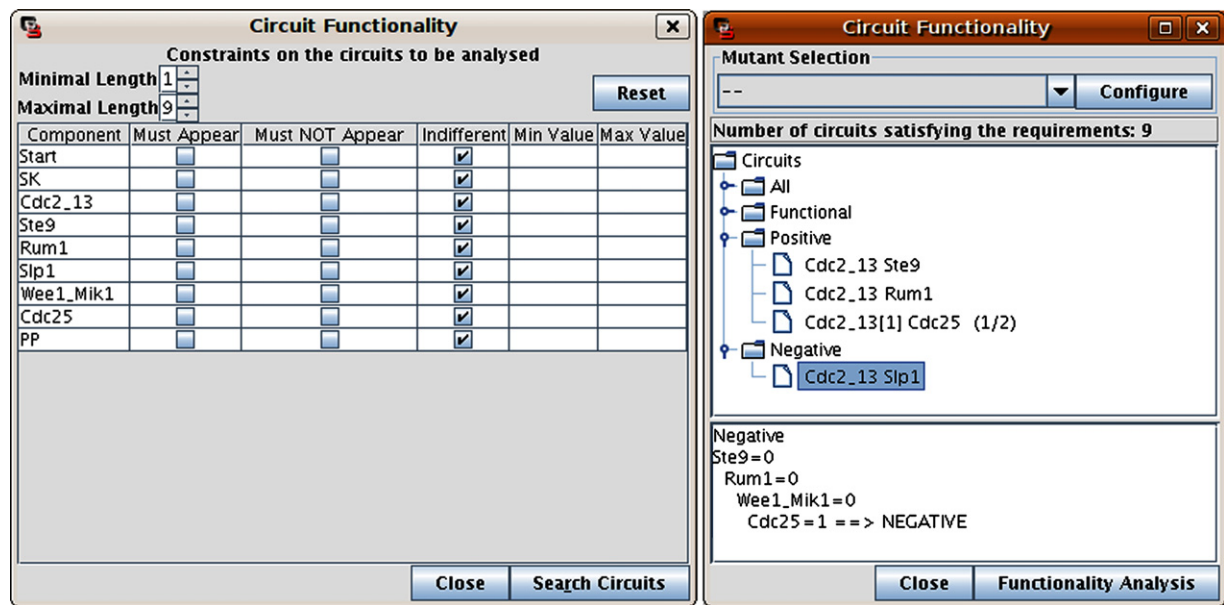 Circuit Functionality
Constraints on the circuits to be analysed
Minimal Length 1
Maximal Length 9
Reset
Component Must Appear Must NOT Appear Indifferent Min Value Max Value
Start
SK
Cdc2_13
Ste9
Rum1
Slp1
Wee1_Mik1
Cdc25
PP
Close Search Circuits
Circuit Functionality
Mutant Selection
-- Configure
Number of circuits satisfying the requirements: 9
Circuits
All
Functional
Positive
Cdc2_13 Ste9
Cdc2_13 Rum1
Cdc2_13[1] Cdc25 (1/2)
Negative
Cdc2_13 Slp1
Negative
Ste9=0
Rum1=0
Wee1_Mik1=0
Cdc25=1 ==> NEGATIVE
Close Functionality Analysis